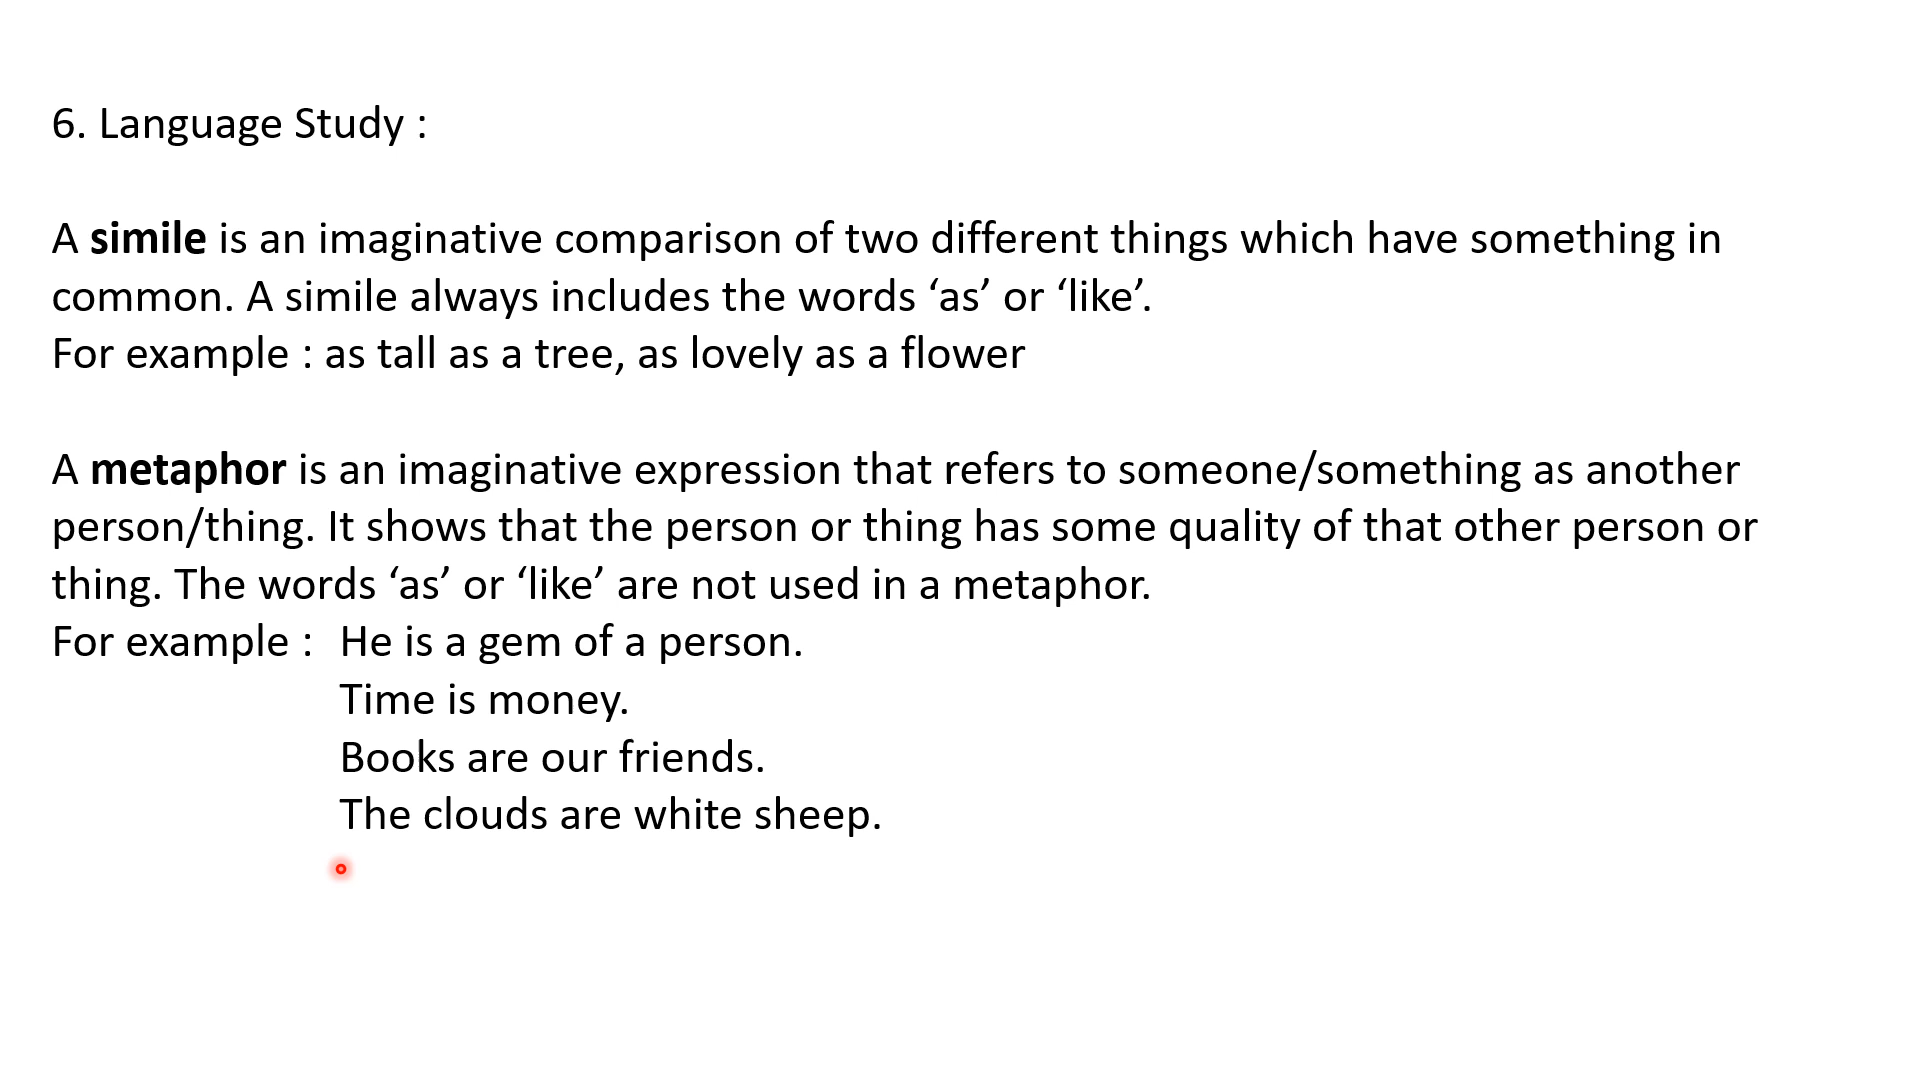 6. Language Study :
A simile is an imaginative comparison of two different things which have something in
common. A simile always includes the words ‘as’ or ‘like’.
For example : as tall as a tree, as lovely as a flower
A metaphor is an imaginative expression that refers to someone/something as another
person/thing. It shows that the person or thing has some quality of that other person or
thing. The words ‘as’ or ‘like’ are not used in a metaphor.
For example : He is a gem of a person.
Time is money.
Books are our friends.
The clouds are white sheep.